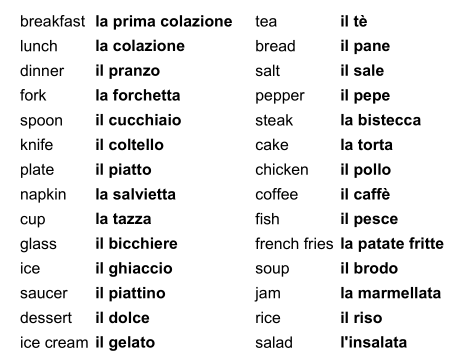 breakfast la prima colazione tea il tè
lunch la colazione bread il pane
dinner il pranzo salt il sale
fork la forchetta pepper il pepe
spoon il cucchiaio steak la bistecca
knife il coltello cake la torta
plate il piatto chicken il pollo
napkin la salvietta coffee il caffè
cup la tazza fish il pesce
glass il bicchiere french fries la patate fritte
ice il ghiaccio soup il brodo
saucer il piattino jam la marmellata
dessert il dolce rice il riso
ice cream il gelato salad l'insalata